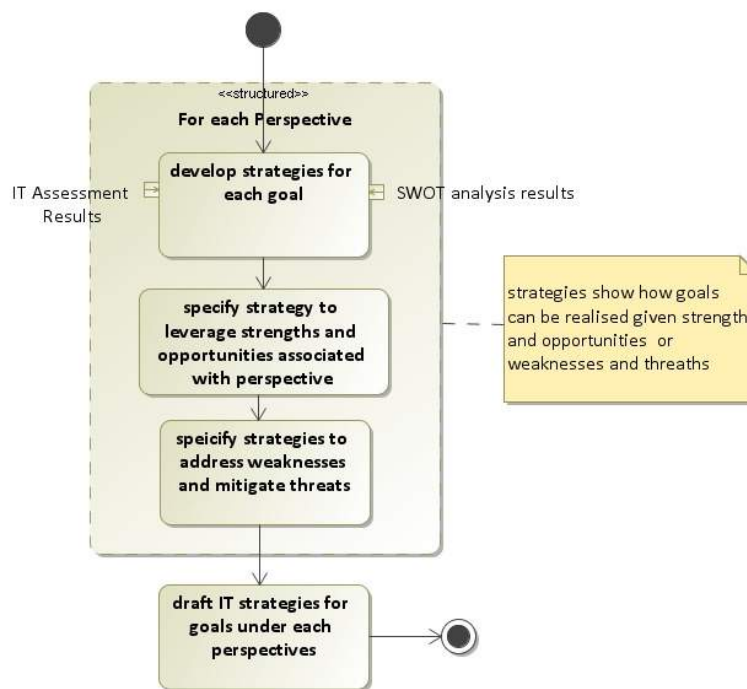 <<structured>>
For each Perspective
develop strategies for
each goal
IT Assessment
Results
SWOT analysis results
specify strategy to
leverage strengths and
opportunities associated
with perspective
strategies show how goals
can be realised given strength
and opportunities or
weaknesses and threaths
speicify strategies to
address weaknesses
and mitigate threats
draft IT strategies for
goals under each
perspectives